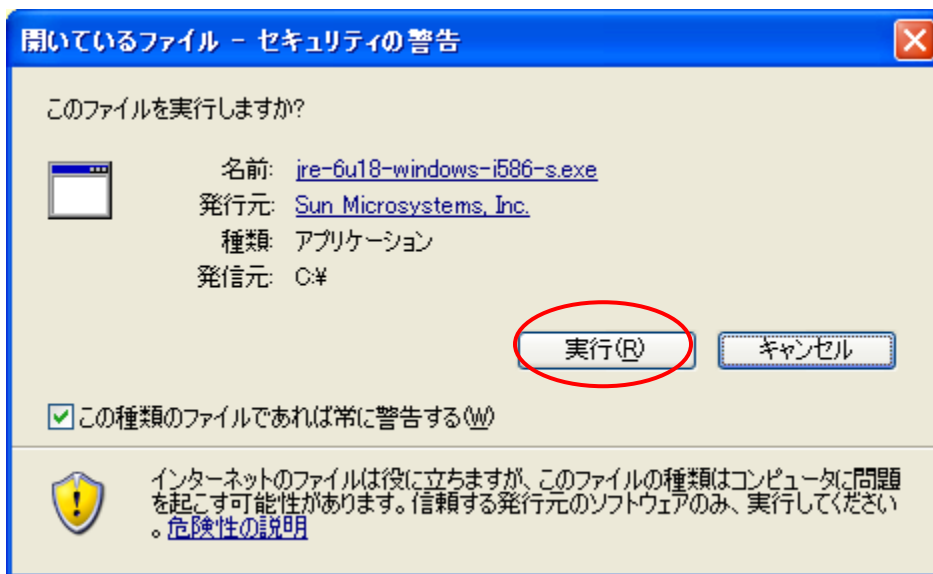 開いているファイル - セキュリティの警告
このファイルを実行しますか?
名前: jre-6u18-windows-i586-s.exe
発行元: Sun Microsystems, Inc.
種類: アプリケーション
発信元: C:¥
実行(R) キャンセル
この種類のファイルであれば常に警告する(W)
インターネットのファイルは役に立ちますが、このファイルの種類はコンピュータに問題
を起こす可能性があります。信頼する発行元のソフトウェアのみ、実行してください
。危険性の説明